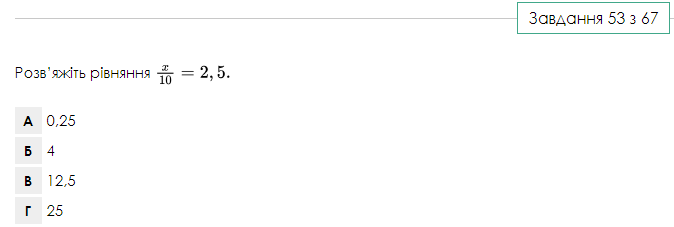 Завдання 53 з 67
Розв'яжіть рівняння x/10 = 2, 5.
А 0,25
Б 4
В 12,5
Г 25